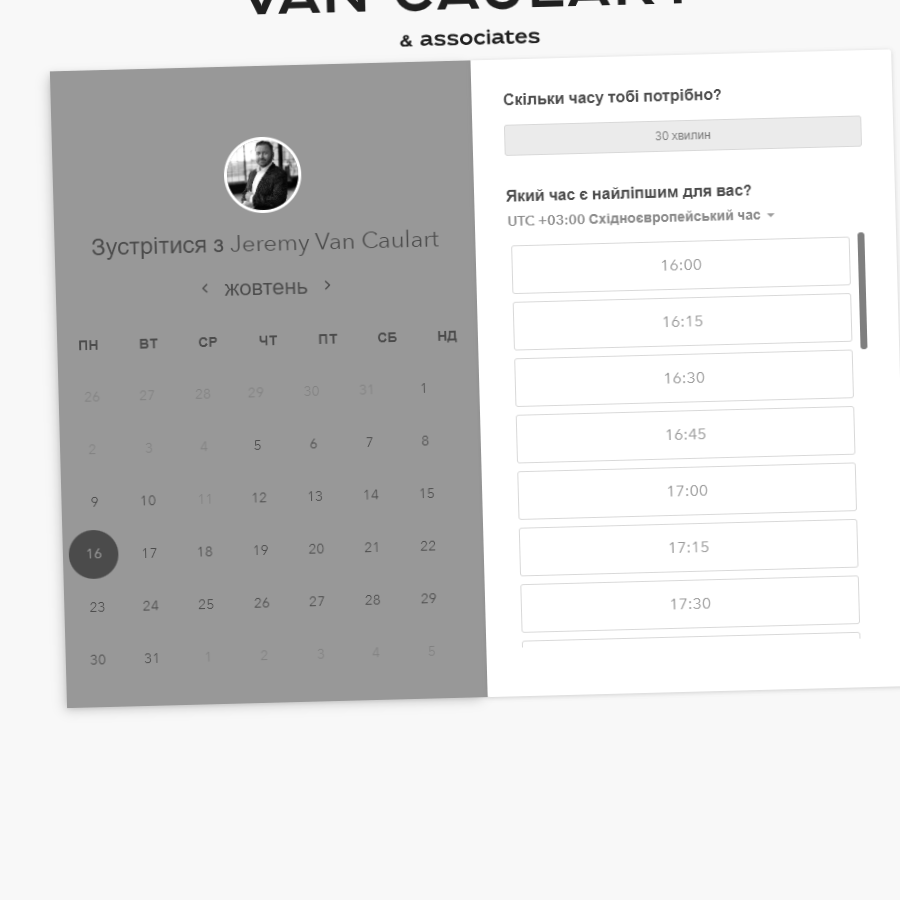 VAN CAULART
& associates
Зустрітися з Jeremy Van Caulart
жовтень
ПН ВТ СР ЧТ ПТ СБ НД
26 27 28 29 30 31 1
2 3 4 5 6 7 8
9 10 11 12 13 14 15
16 17 18 19 20 21 22
23 24 25 26 27 28 29
30 31 1 2 3 4 5
Скільки часу тобі потрібно?
30 хвилин
Який час є найліпшим для вас?
UTC +03:00 Східноєвропейський час
16:00
16:15
16:30
16:45
17:00
17:15
17:30